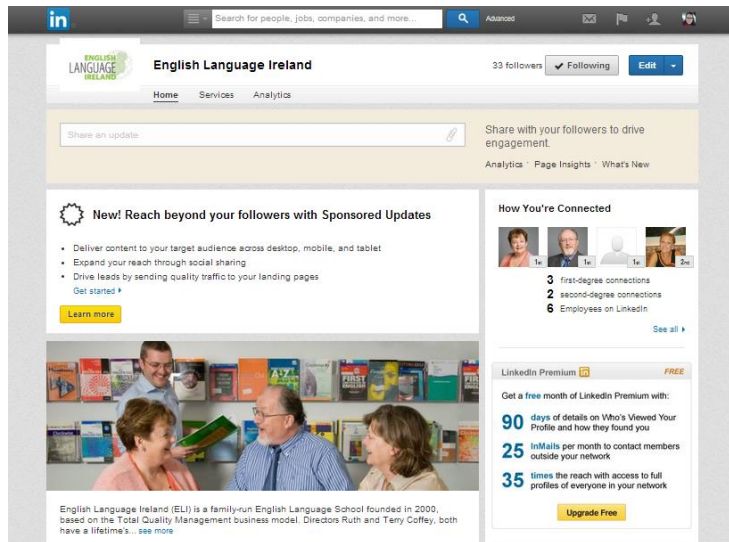 in
Search for people, jobs, companies, and more...
Advanced
ENGLISH
LANGUAGE
IRELAND
English Language Ireland
33 followers
Following
Edit
Home Services Analytics
Share an update
Share with your followers to drive
engagement.
Analytics · Page Insights · What's New
New! Reach beyond your followers with Sponsored Updates
• Deliver content to your target audience across desktop, mobile, and tablet
• Expand your reach through social sharing
• Drive leads by sending quality traffic to your landing pages
Get started
Learn more
How You're Connected
1st 1st 1st 2nd
3 first-degree connections
2 second-degree connections
6 Employees on LinkedIn
See all
LinkedIn Premium in FREE
Get a free month of LinkedIn Premium with:
90 days of details on Who's Viewed Your
Profile and how they found you
25 InMails per month to contact members
outside your network
35 times the reach with access to full
profiles of everyone in your network
Upgrade Free
FIRST
English Language Ireland (ELI) is a family-run English Language School founded in 2000,
based on the Total Quality Management business model. Directors Ruth and Terry Coffey, both
have a lifetime's... see more